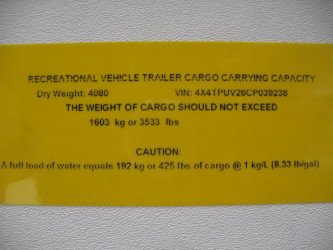 RECREATIONAL VEHICLE TRAILER CARGO CARRYING CAPACITY
Dry Weight: 4080 VIN: 4X4TPUV26CP039238
THE WEIGHT OF CARGO SHOULD NOT EXCEED
1603 kg or 3533 lbs
CAUTION:
A full load of water equals 192 kg or 425 lbs of cargo @ 1 kg/L (8.33 lb/gal)